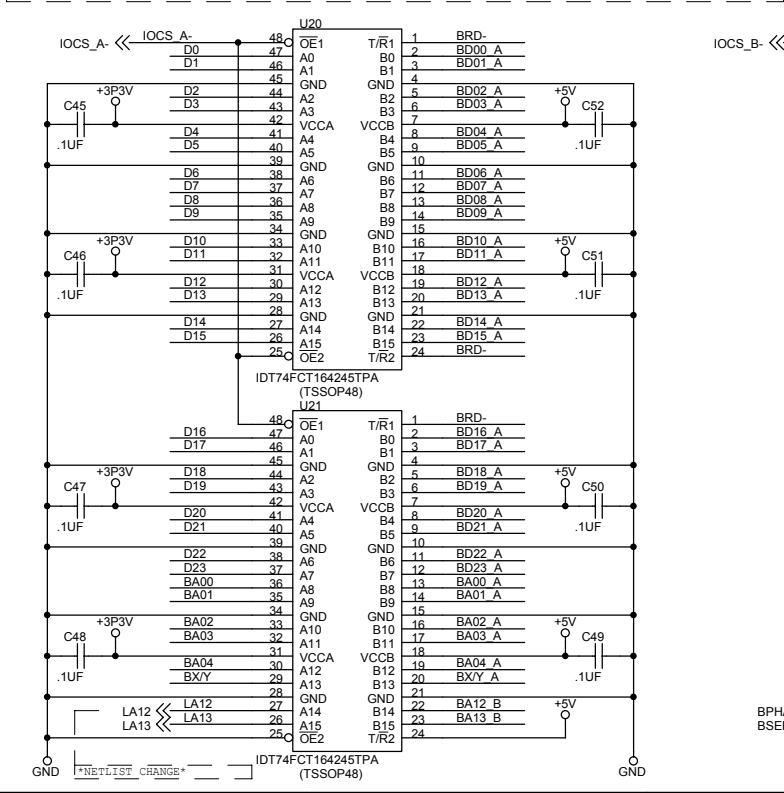 IOCS_A- IOCS_A- 48 OE1 U20 T/R1 1 BRD- IOCS_B-
D0 47 A0 B0 2 BD00_A
D1 46 A1 B1 3 BD01_A
45 GND GND 4
+3P3V D2 44 A2 B2 5 BD02_A +5V
C45 D3 43 A3 B3 6 BD03_A C52
42 VCCA VCCB 7
.1UF D4 41 A4 B4 8 BD04_A .1UF
D5 40 A5 B5 9 BD05_A
39 GND GND 10
D6 38 A6 B6 11 BD06_A
D7 37 A7 B7 12 BD07_A
D8 36 A8 B8 13 BD08_A
D9 35 A9 B9 14 BD09_A
34 GND GND 15
+3P3V D10 33 A10 B10 16 BD10_A +5V
C46 D11 32 A11 B11 17 BD11_A C51
31 VCCA VCCB 18
D12 30 A12 B12 19 BD12_A
.1UF D13 29 A13 B13 20 BD13_A .1UF
28 GND GND 21
D14 27 A14 B14 22 BD14_A
D15 26 A15 B15 23 BD15_A
25 OE2 T/R2 24 BRD-
IDT74FCT164245TPA
(TSSOP48)
U21
48 OE1 T/R1 1 BRD-
D16 47 A0 B0 2 BD16_A
D17 46 A1 B1 3 BD17_A
45 GND GND 4
+3P3V D18 44 A2 B2 5 BD18_A +5V
C47 D19 43 A3 B3 6 BD19_A C50
42 VCCA VCCB 7
.1UF D20 41 A4 B4 8 BD20_A .1UF
D21 40 A5 B5 9 BD21_A
39 GND GND 10
D22 38 A6 B6 11 BD22_A
D23 37 A7 B7 12 BD23_A
BA00 36 A8 B8 13 BA00_A
BA01 35 A9 B9 14 BA01_A
34 GND GND 15
+3P3V BA02 33 A10 B10 16 BA02_A +5V
C48 BA03 32 A11 B11 17 BA03_A C49
31 VCCA VCCB 18
BA04 30 A12 B12 19 BA04_A
.1UF BX/Y 29 A13 B13 20 BX/Y_A .1UF
28 GND GND 21
LA12 LA12 27 A14 B14 22 BA12_B +5V BPHA
LA13 LA13 26 A15 B15 23 BA13_B BSEL
25 OE2 T/R2 24
GND *NETLIST CHANGE* IDT74FCT164245TPA GND
(TSSOP48)